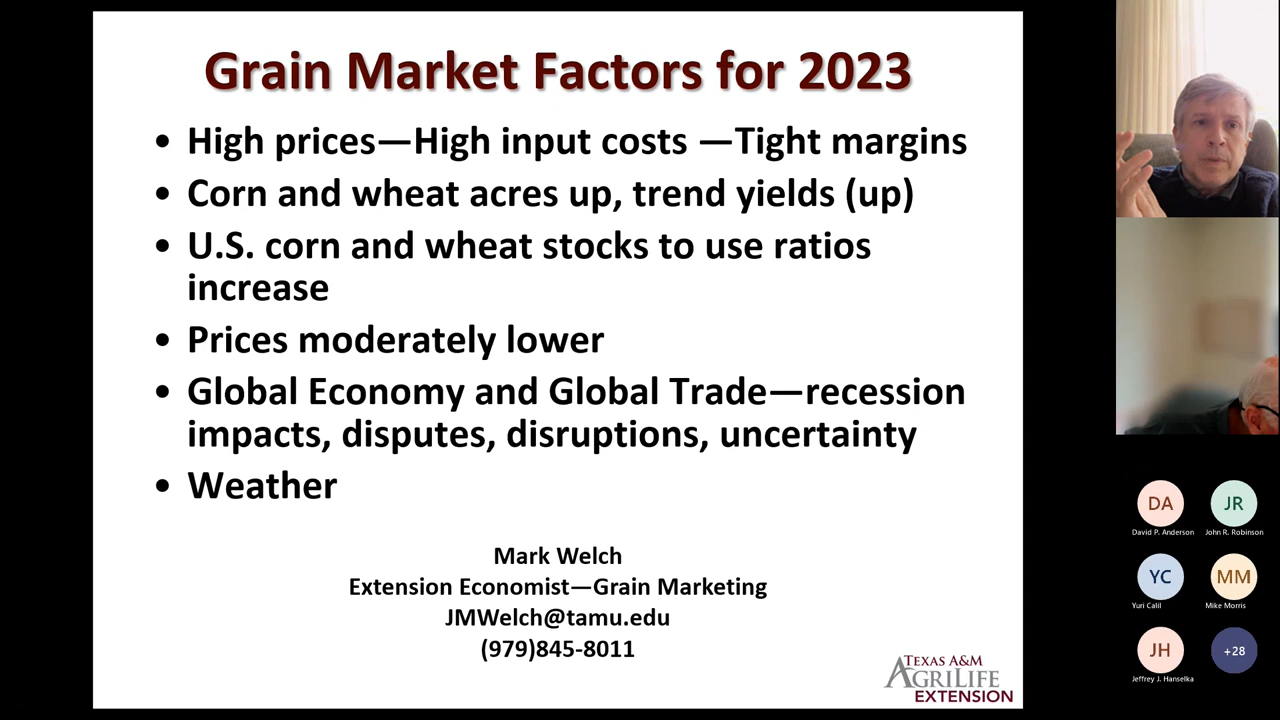 Grain Market Factors for 2023
• High prices—High input costs —Tight margins
• Corn and wheat acres up, trend yields (up)
• U.S. corn and wheat stocks to use ratios
increase
• Prices moderately lower
• Global Economy and Global Trade—recession
impacts, disputes, disruptions, uncertainty
• Weather
Mark Welch
Extension Economist—Grain Marketing
JMWelch@tamu.edu
(979)845-8011
TEXAS A&M
AGRILIFE
EXTENSION
DA
JR
David P. Anderson
John R. Robinson
YC
MM
Yuri Calil
Mike Morris
JH
+28
Jeffrey J. Hanselka